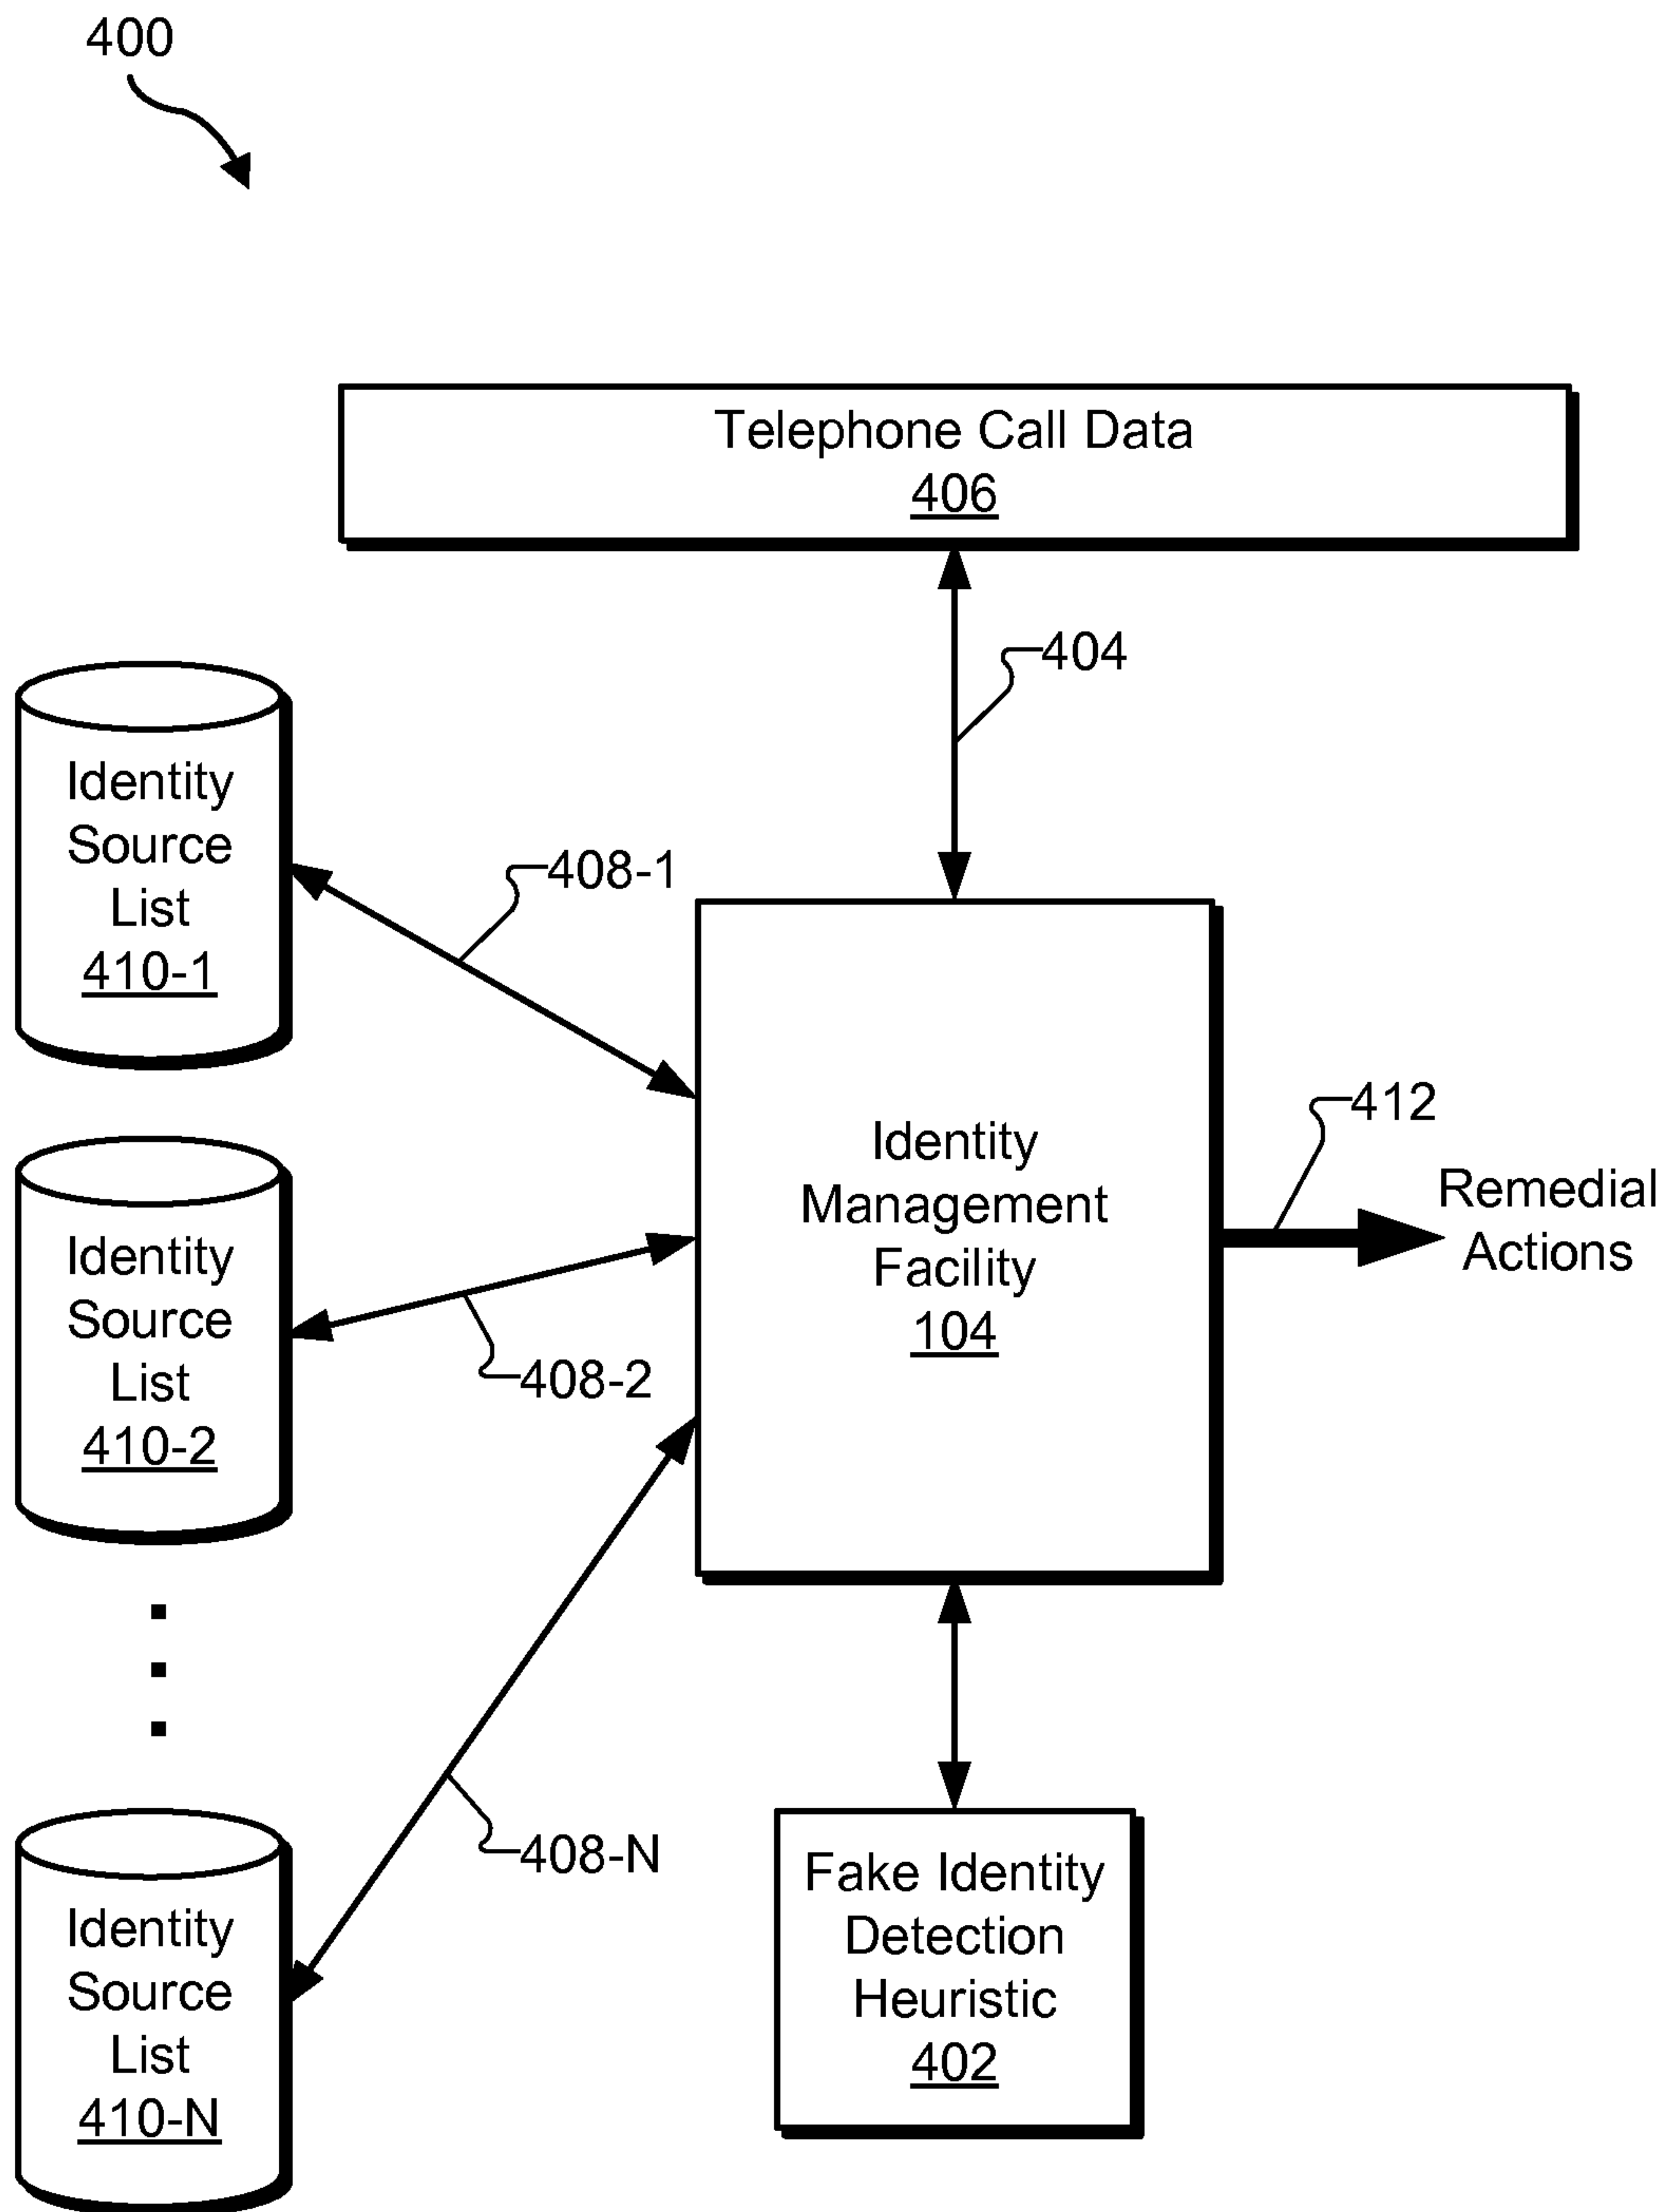 400
Telephone Call Data
406
404
Identity
Source
List
410-1
408-1
Identity
Management
Facility
104
412
Remedial
Actions
Identity
Source
List
410-2
408-2
408-N
Fake Identity
Detection
Heuristic
402
Identity
Source
List
410-N